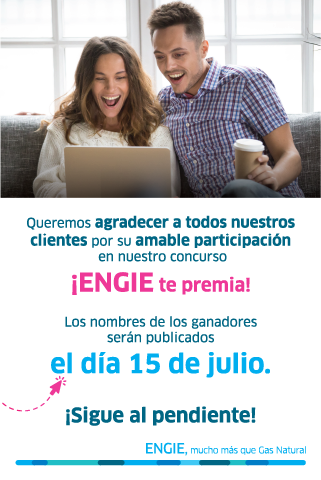 Queremos agradecer a todos nuestros
clientes por su amable participación
en nuestro concurso
¡ENGIE te premia!
Los nombres de los ganadores
serán publicados
el día 15 de julio.
¡Sigue al pendiente!
ENGIE, mucho más que Gas Natural